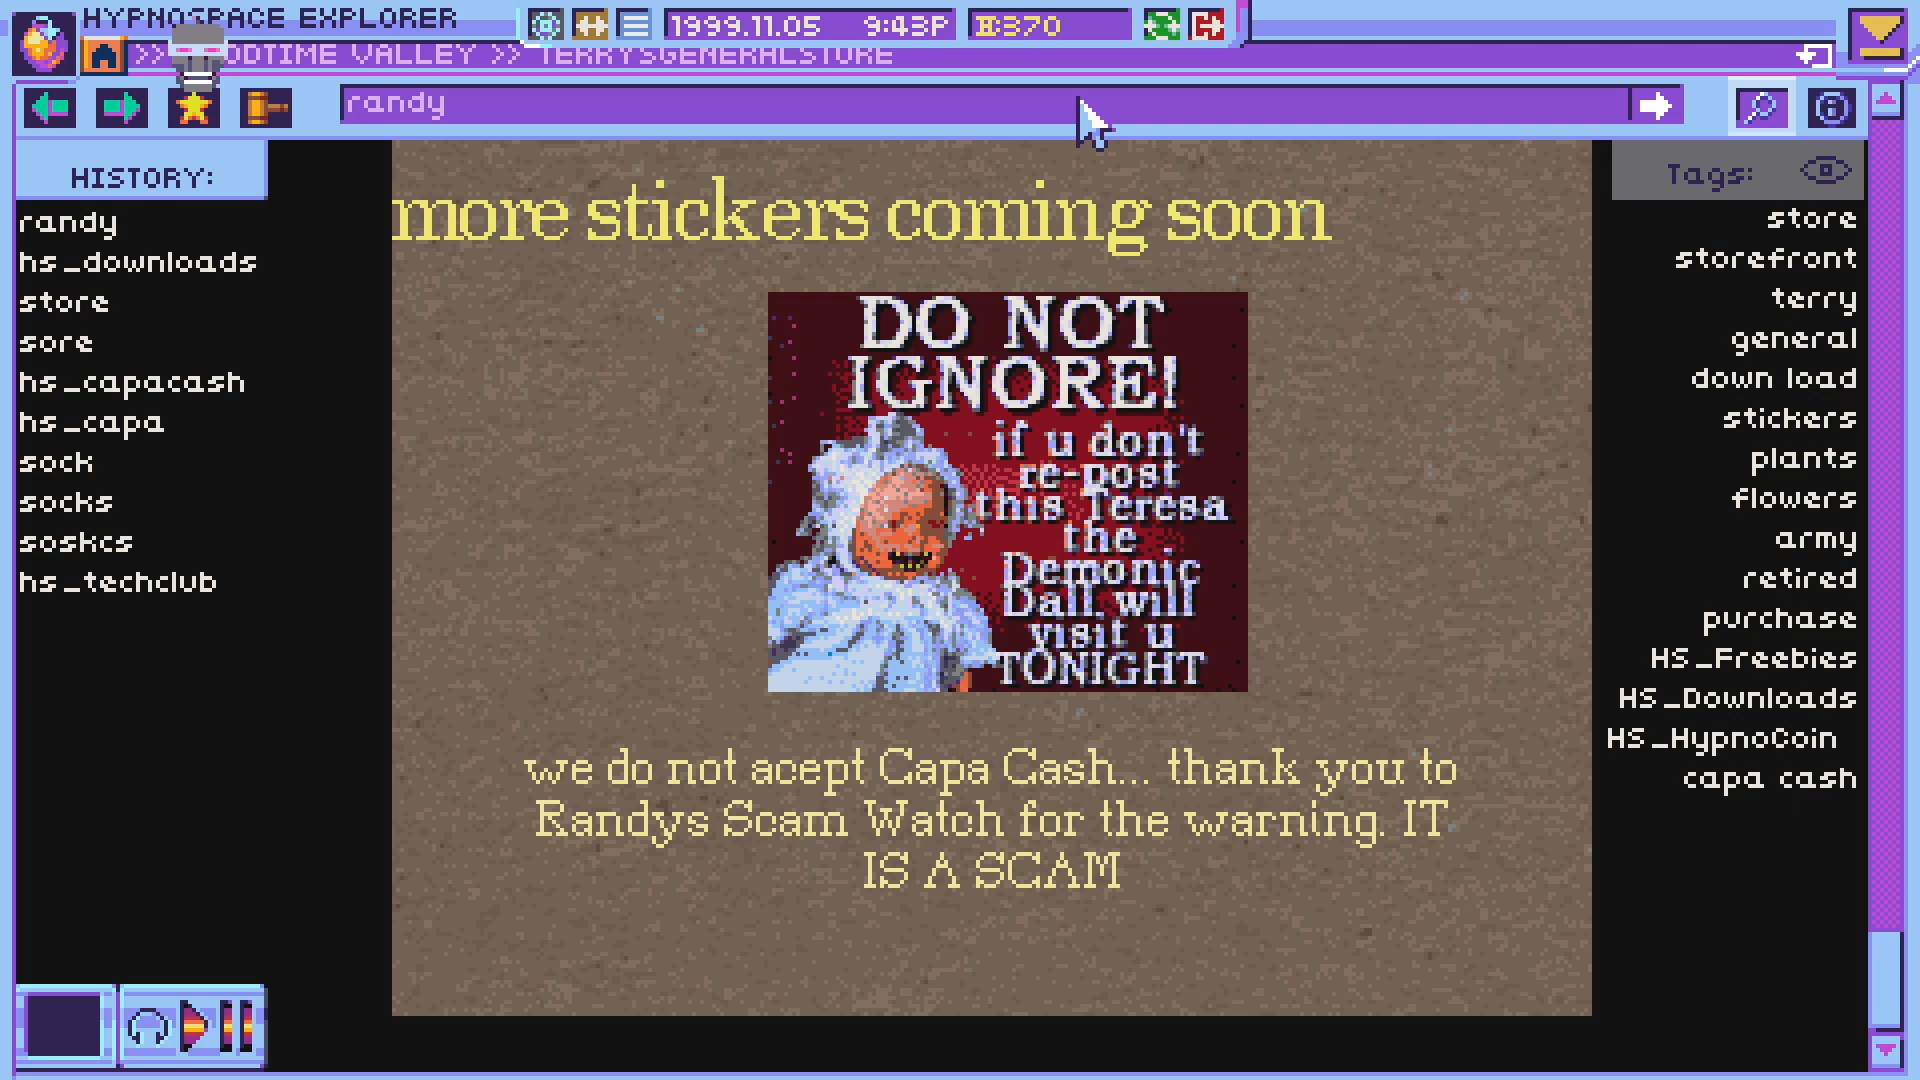 HYPNOSPACE EXPLORER
1999.11.05 9:43P
370
>> ODTIME VALLEY >> TERRYSGENERALSTORE
randy
HISTORY:
randy
hs_downloads
store
sore
hs_capacash
hs_capa
sock
socks
soskcs
hs_techclub
more stickers coming soon
DO NOT
IGNORE!
if u don't
re-post
this Teresa
the
Demonic
Dall will
visit u
TONIGHT
we do not acept Capa Cash... thank you to
Randys Scam Watch for the warning. IT
IS A SCAM
Tags:
store
storefront
terry
general
down load
stickers
plants
flowers
army
retired
purchase
HS_Freebies
HS_Downloads
HS_HypnoCoin
capa cash